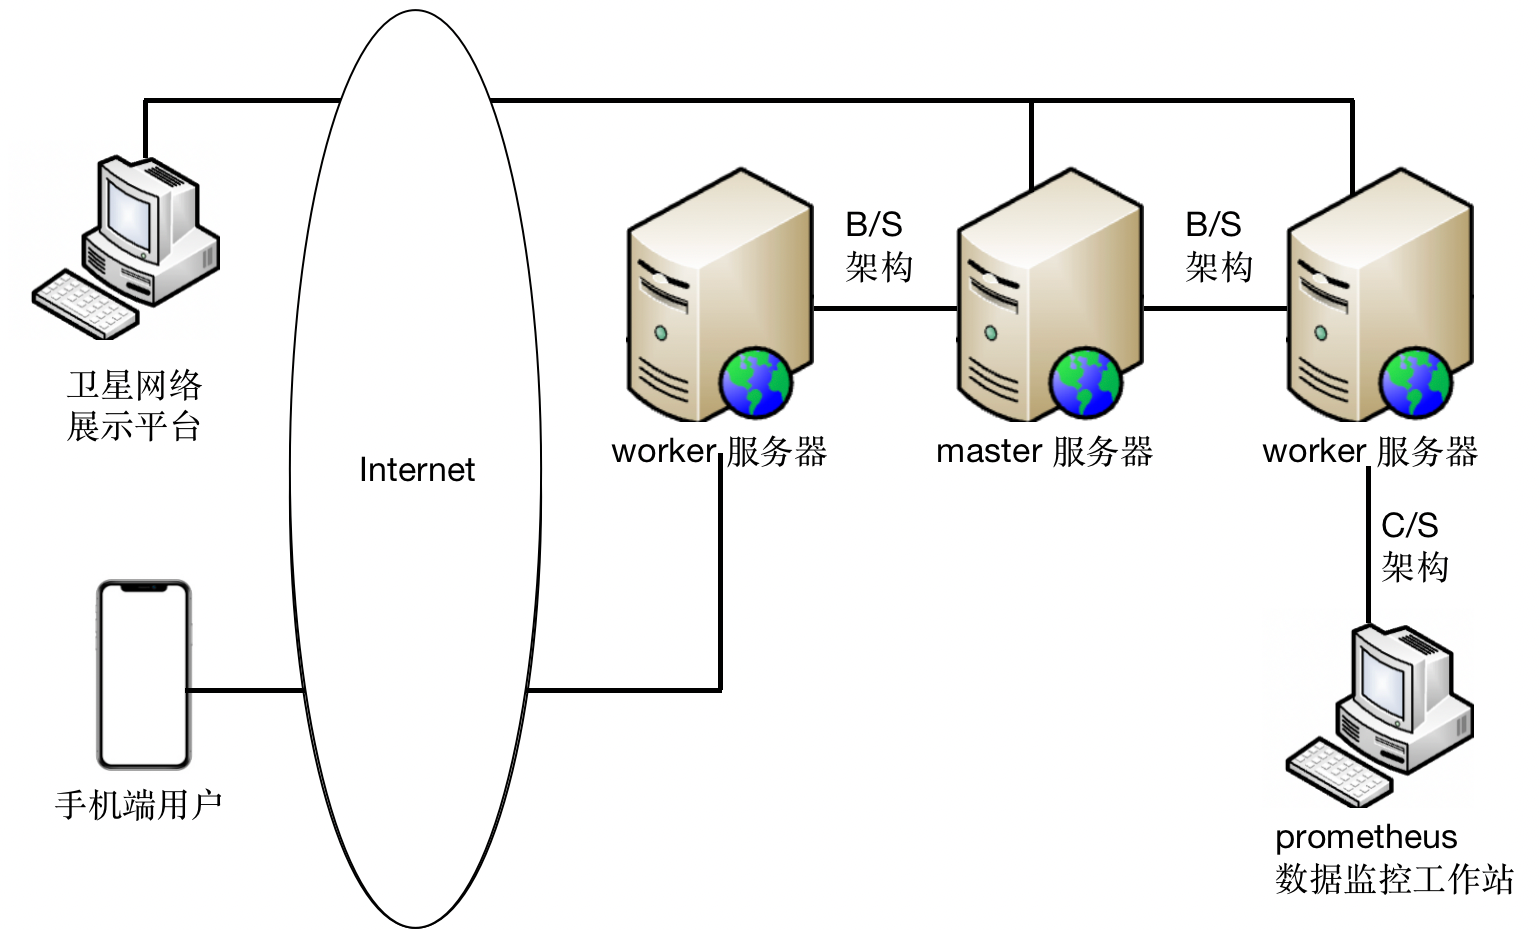 B/S
架构
B/S
架构
卫星网络
展示平台
Internet
worker 服务器
master 服务器
worker 服务器
C/S
架构
手机端用户
prometheus
数据监控工作站